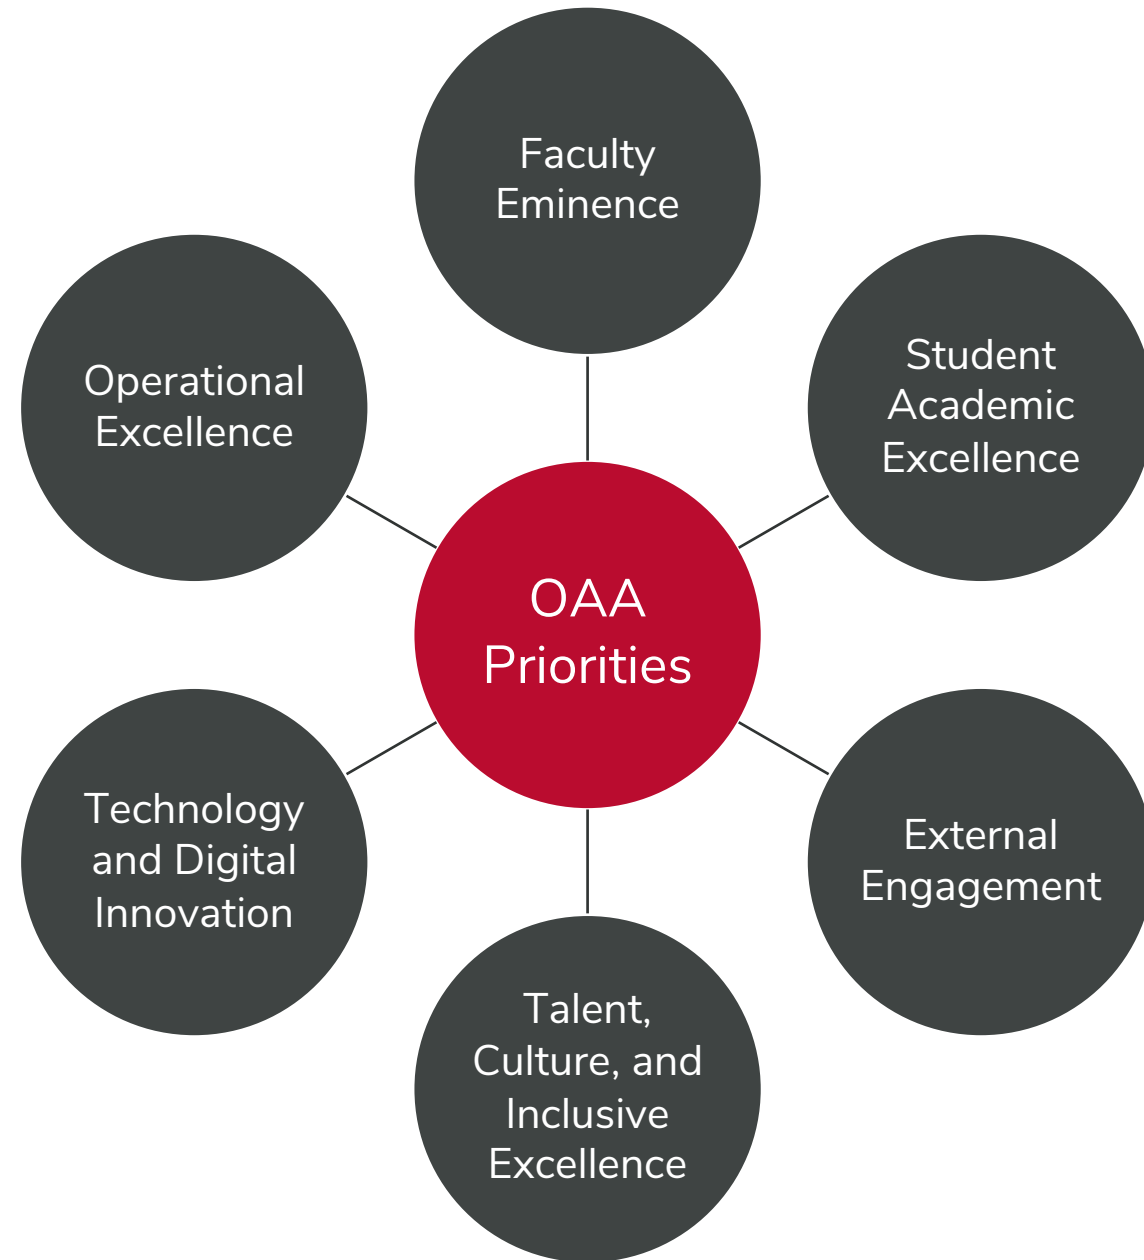 Faculty
Eminence
Student
Academic
Excellence
External
Engagement
Talent,
Culture, and
Inclusive
Excellence
Technology
and Digital
Innovation
Operational
Excellence
OAA
Priorities